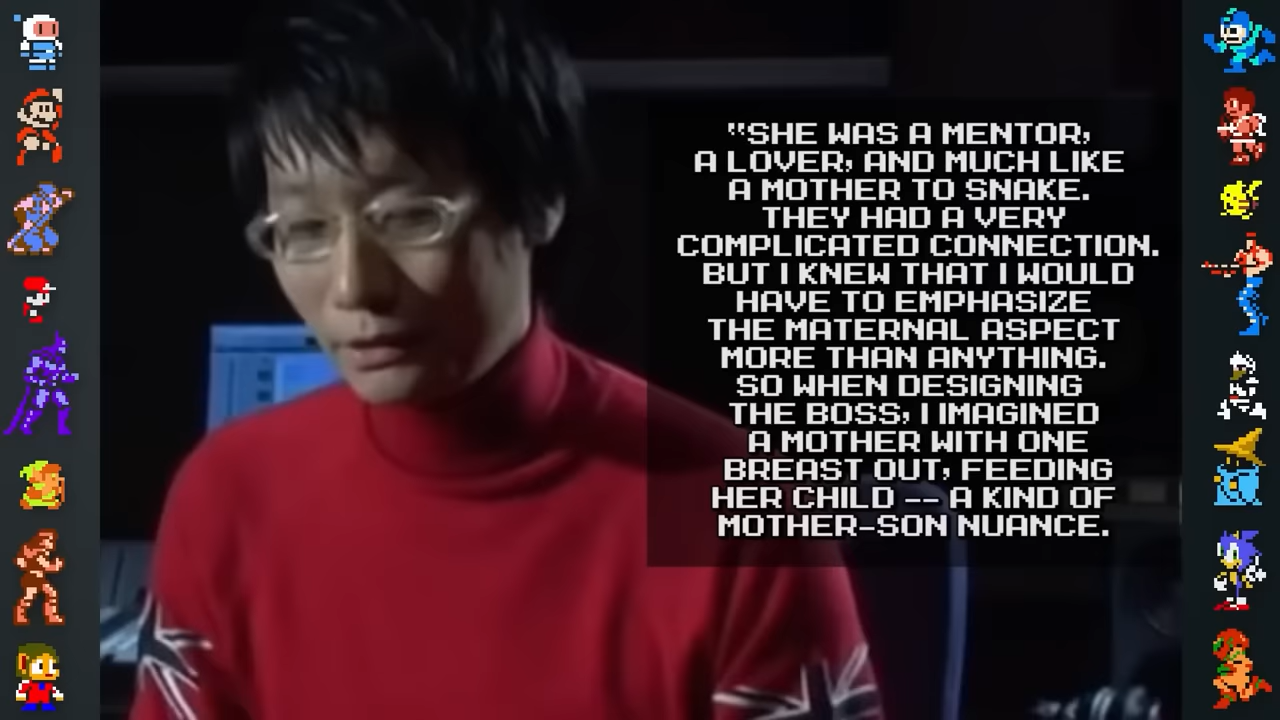 "SHE WAS A MENTOR,
A LOVER, AND MUCH LIKE
A MOTHER TO SNAKE.
THEY HAD A VERY
COMPLICATED CONNECTION.
BUT I KNEW THAT I WOULD
HAVE TO EMPHASIZE
THE MATERNAL ASPECT
MORE THAN ANYTHING.
SO WHEN DESIGNING
THE BOSS, I IMAGINED
A MOTHER WITH ONE
BREAST OUT, FEEDING
HER CHILD -- A KIND OF
MOTHER-SON NUANCE.